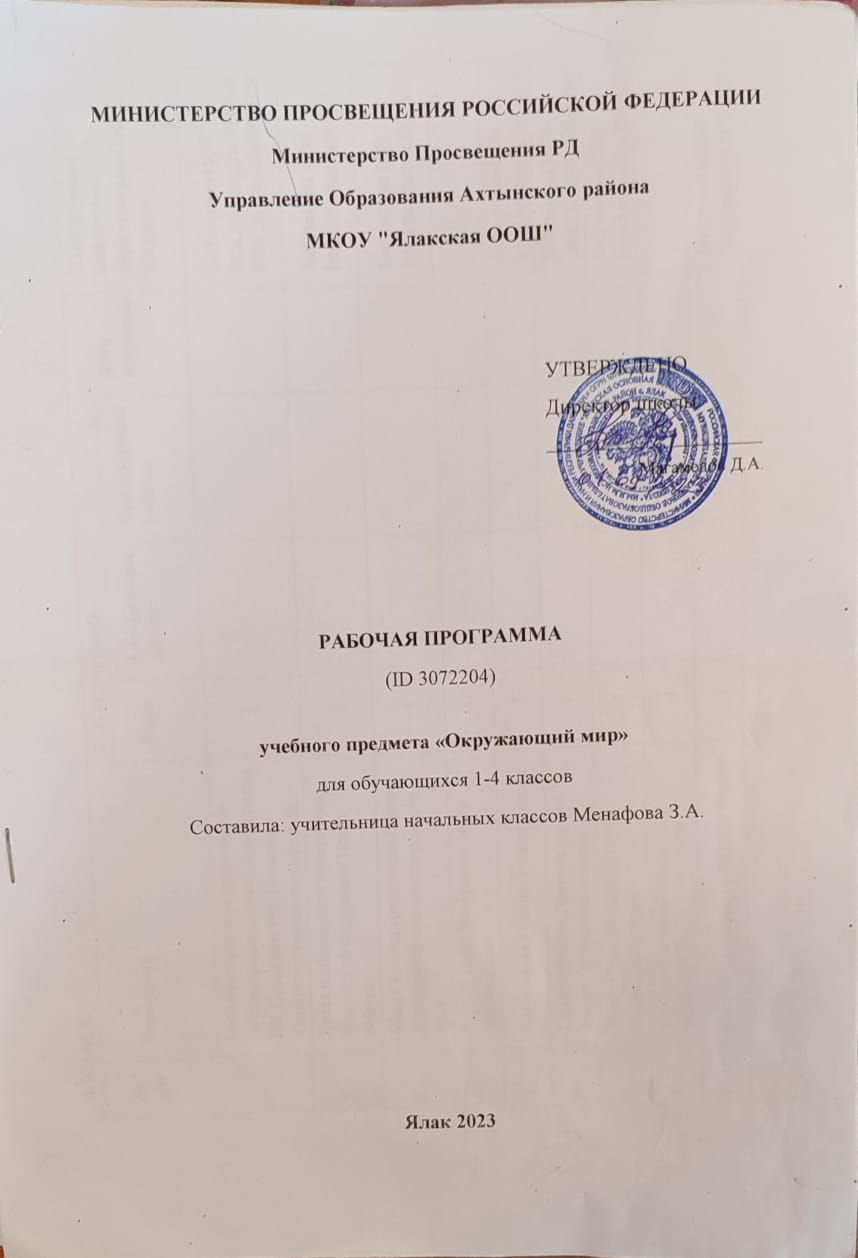 МИНИСТЕРСТВО ПРОСВЕЩЕНИЯ РОССИЙСКОЙ ФЕДЕРАЦИИ
Министерство Просвещения РД
Управление Образования Ахтынского района
МКОУ "Ялакская ООШ"
УТВЕРЖДЕНО
Директор школы
Магамедов Д.А.
РАБОЧАЯ ПРОГРАММА
(ID 3072204)
учебного предмета «Окружающий мир»
для обучающихся 1-4 классов
Составила: учительница начальных классов Менафова З.А.
Ялак 2023